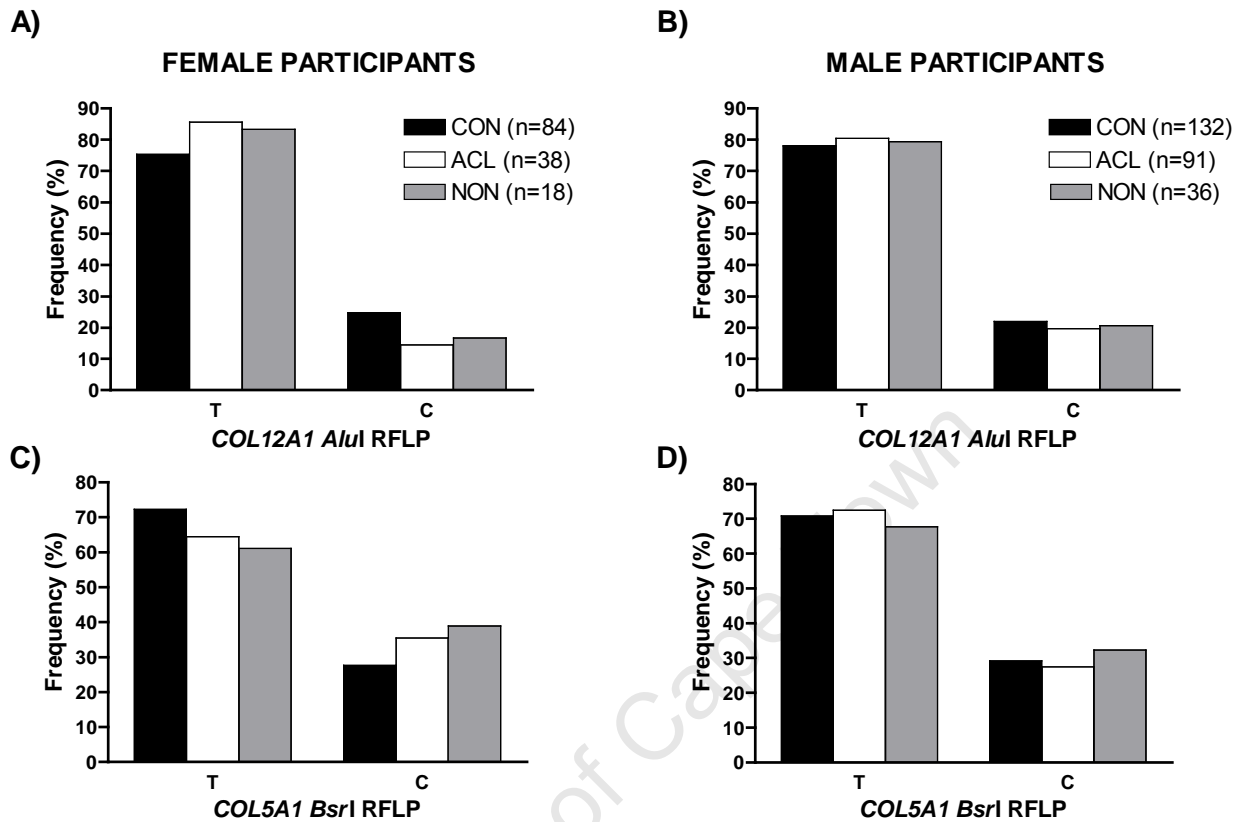 A)
FEMALE PARTICIPANTS
90
80
70
60
50
40
30
20
10
0
Frequency (%)
CON (n=84)
ACL (n=38)
NON (n=18)
T C
COL12A1 AluI RFLP
B)
MALE PARTICIPANTS
90
80
70
60
50
40
30
20
10
0
Frequency (%)
CON (n=132)
ACL (n=91)
NON (n=36)
T C
COL12A1 AluI RFLP
C)
80
70
60
50
40
30
20
10
0
Frequency (%)
T C
COL5A1 BsrI RFLP
D)
80
70
60
50
40
30
20
10
0
Frequency (%)
T C
COL5A1 BsrI RFLP
of Cape Town